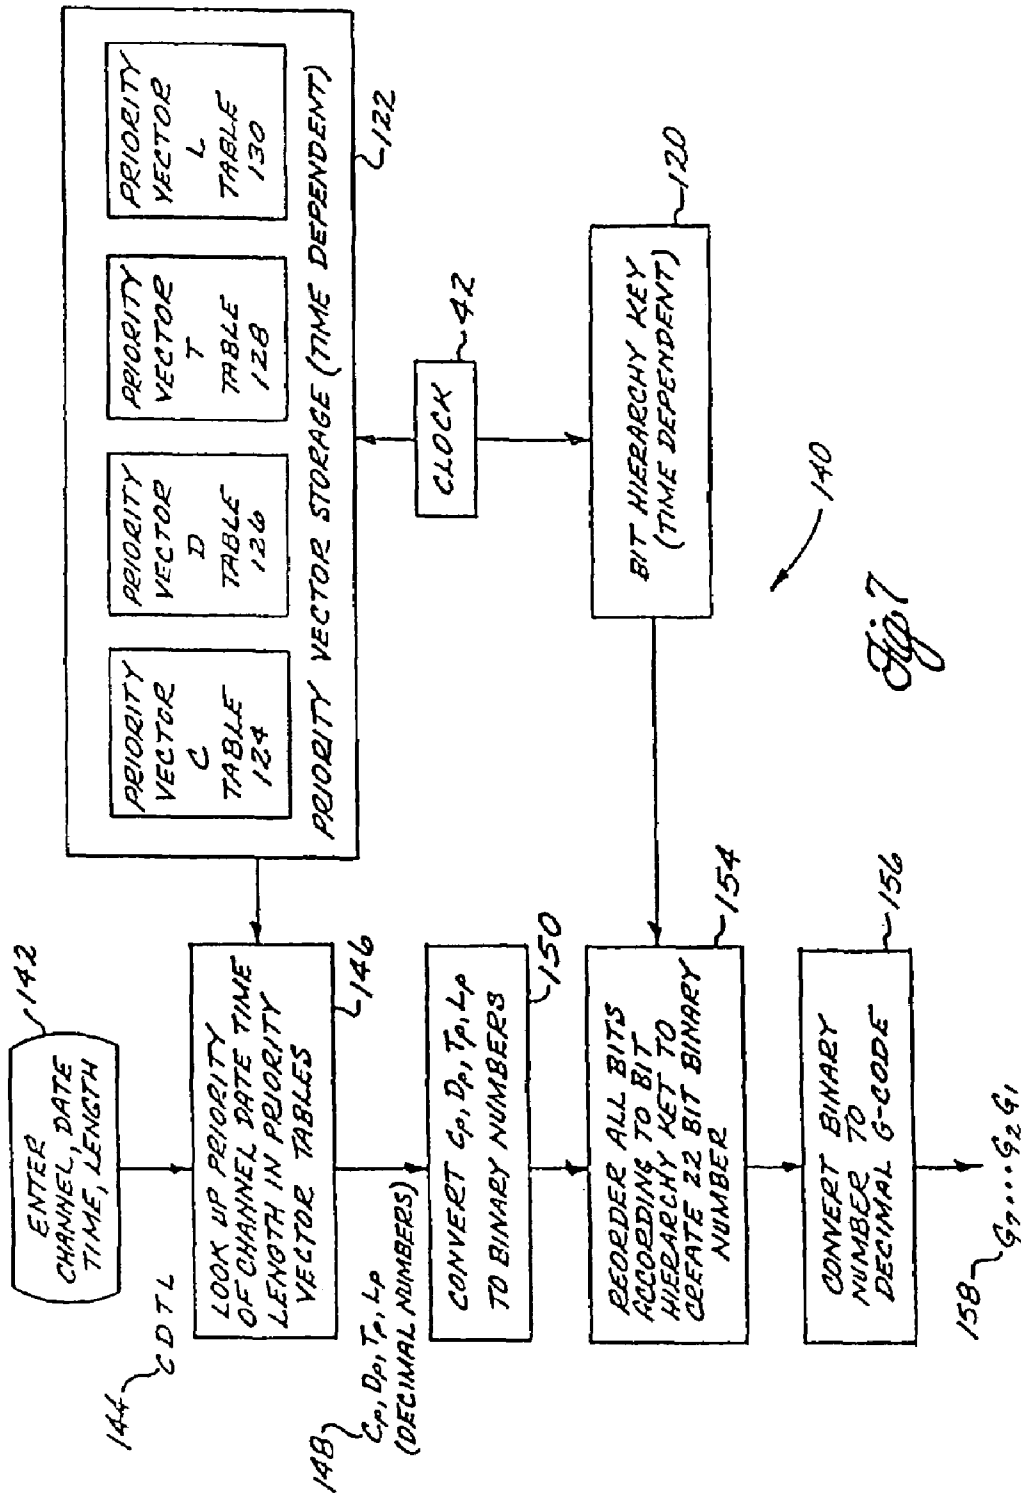 ENTER
CHANNEL, DATE
TIME, LENGTH
142
144
C D T L
LOOK UP PRIORITY
OF CHANNEL DATE TIME
LENGTH IN PRIORITY
VECTOR TABLES
146
148
Cp, Dp, Tp, Lp
(DECIMAL NUMBERS)
CONVERT Cp, Dp, Tp, Lp
TO BINARY NUMBERS
150
REORDER ALL BITS
ACCORDING TO BIT
HIERARCHY KET TO
CREATE 22 BIT BINARY
NUMBER
154
CONVERT BINARY
NUMBER TO
DECIMAL G-CODE
156
158
G7....G2G1
PRIORITY
VECTOR
C
TABLE
124
PRIORITY
VECTOR
D
TABLE
126
PRIORITY
VECTOR
T
TABLE
128
PRIORITY
VECTOR
L
TABLE
130
PRIORITY VECTOR STORAGE (TIME DEPENDENT)
122
CLOCK
42
BIT HIERARCHY KEY
(TIME DEPENDENT)
120
140
Fig. 7